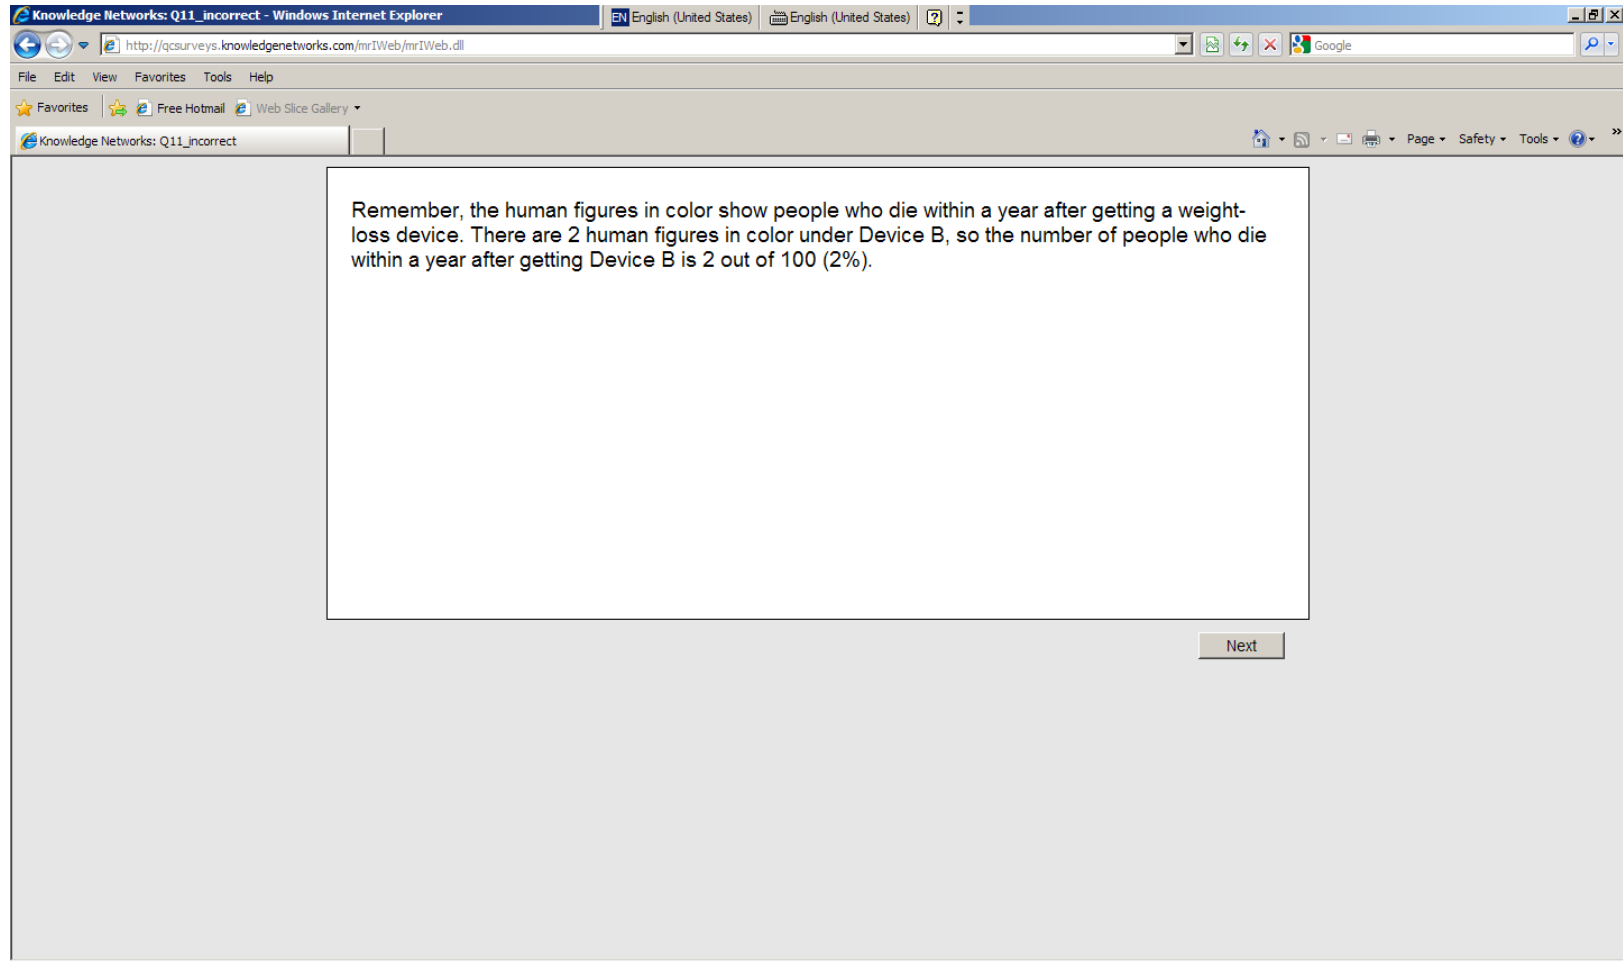 Knowledge Networks: Q11_incorrect - Windows Internet Explorer
EN English (United States) English (United States)
http://qcsurveys.knowledgenetworks.com/mrIWeb/mrIWeb.dll
Google
File Edit View Favorites Tools Help
Favorites Free Hotmail Web Slice Gallery
Knowledge Networks: Q11_incorrect
Page Safety Tools
Remember, the human figures in color show people who die within a year after getting a weight-
loss device. There are 2 human figures in color under Device B, so the number of people who die
within a year after getting Device B is 2 out of 100 (2%).
Next